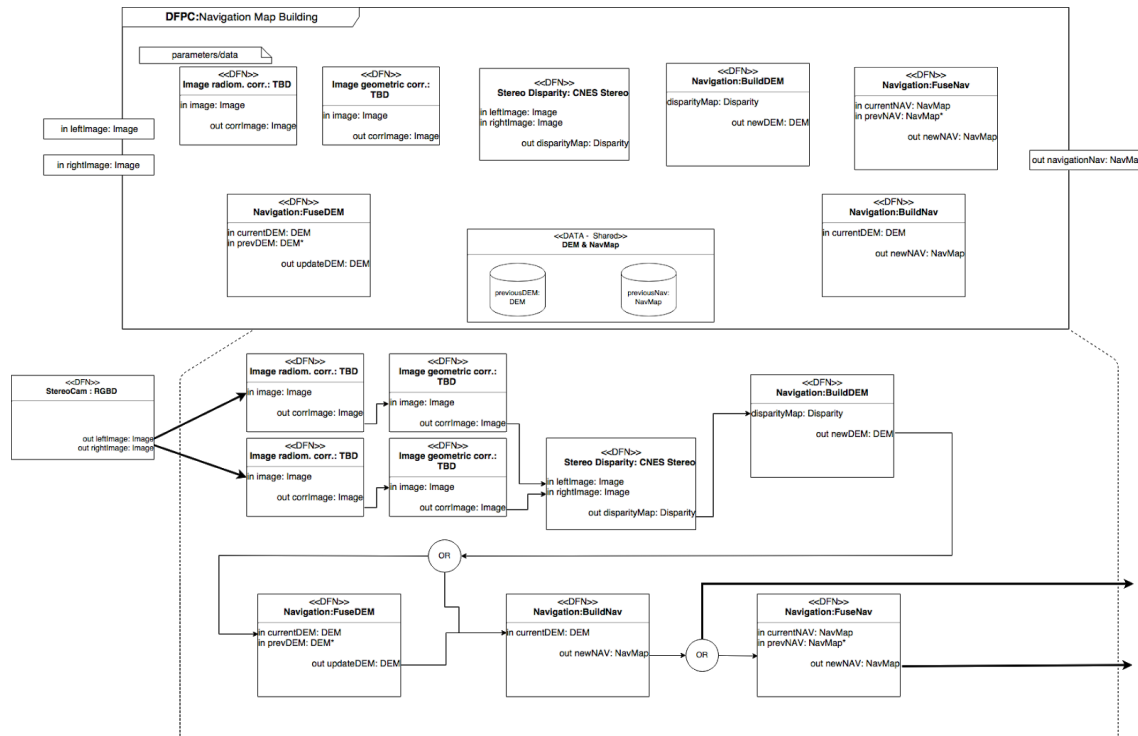 DFPC:Navigation Map Building
parameters/data
<<DFN>>
Image radiom. corr.: TBD
in image: Image
out corrImage: Image
<<DFN>>
Image geometric corr.:
TBD
in image: Image
out corrImage: Image
<<DFN>>
Stereo Disparity: CNES Stereo
in leftImage: Image
in rightImage: Image
out disparityMap: Disparity
<<DFN>>
Navigation:BuildDEM
disparityMap: Disparity
out newDEM: DEM
<<DFN>>
Navigation:FuseNav
in currentNAV: NavMap
in prevNAV: NavMap*
out newNAV: NavMap
in leftImage: Image
in rightImage: Image
out navigationNav: NavMap
<<DFN>>
Navigation:FuseDEM
in currentDEM: DEM
in prevDEM: DEM*
out updateDEM: DEM
<<DATA - Shared>>
DEM & NavMap
previousDEM:
DEM
previousNav:
NavMap
<<DFN>>
Navigation:BuildNav
in currentDEM: DEM
out newNAV: NavMap
<<DFN>>
StereoCam : RGBD
out leftImage: Image
out rightImage: Image
<<DFN>>
Image radiom. corr.: TBD
in image: Image
out corrImage: Image
<<DFN>>
Image geometric corr.:
TBD
in image: Image
out corrImage: Image
<<DFN>>
Image radiom. corr.: TBD
in image: Image
out corrImage: Image
<<DFN>>
Image geometric corr.:
TBD
in image: Image
out corrImage: Image
<<DFN>>
Stereo Disparity: CNES Stereo
in leftImage: Image
in rightImage: Image
out disparityMap: Disparity
<<DFN>>
Navigation:BuildDEM
disparityMap: Disparity
out newDEM: DEM
OR
<<DFN>>
Navigation:FuseDEM
in currentDEM: DEM
in prevDEM: DEM*
out updateDEM: DEM
<<DFN>>
Navigation:BuildNav
in currentDEM: DEM
out newNAV: NavMap
OR
<<DFN>>
Navigation:FuseNav
in currentNAV: NavMap
in prevNAV: NavMap*
out newNAV: NavMap